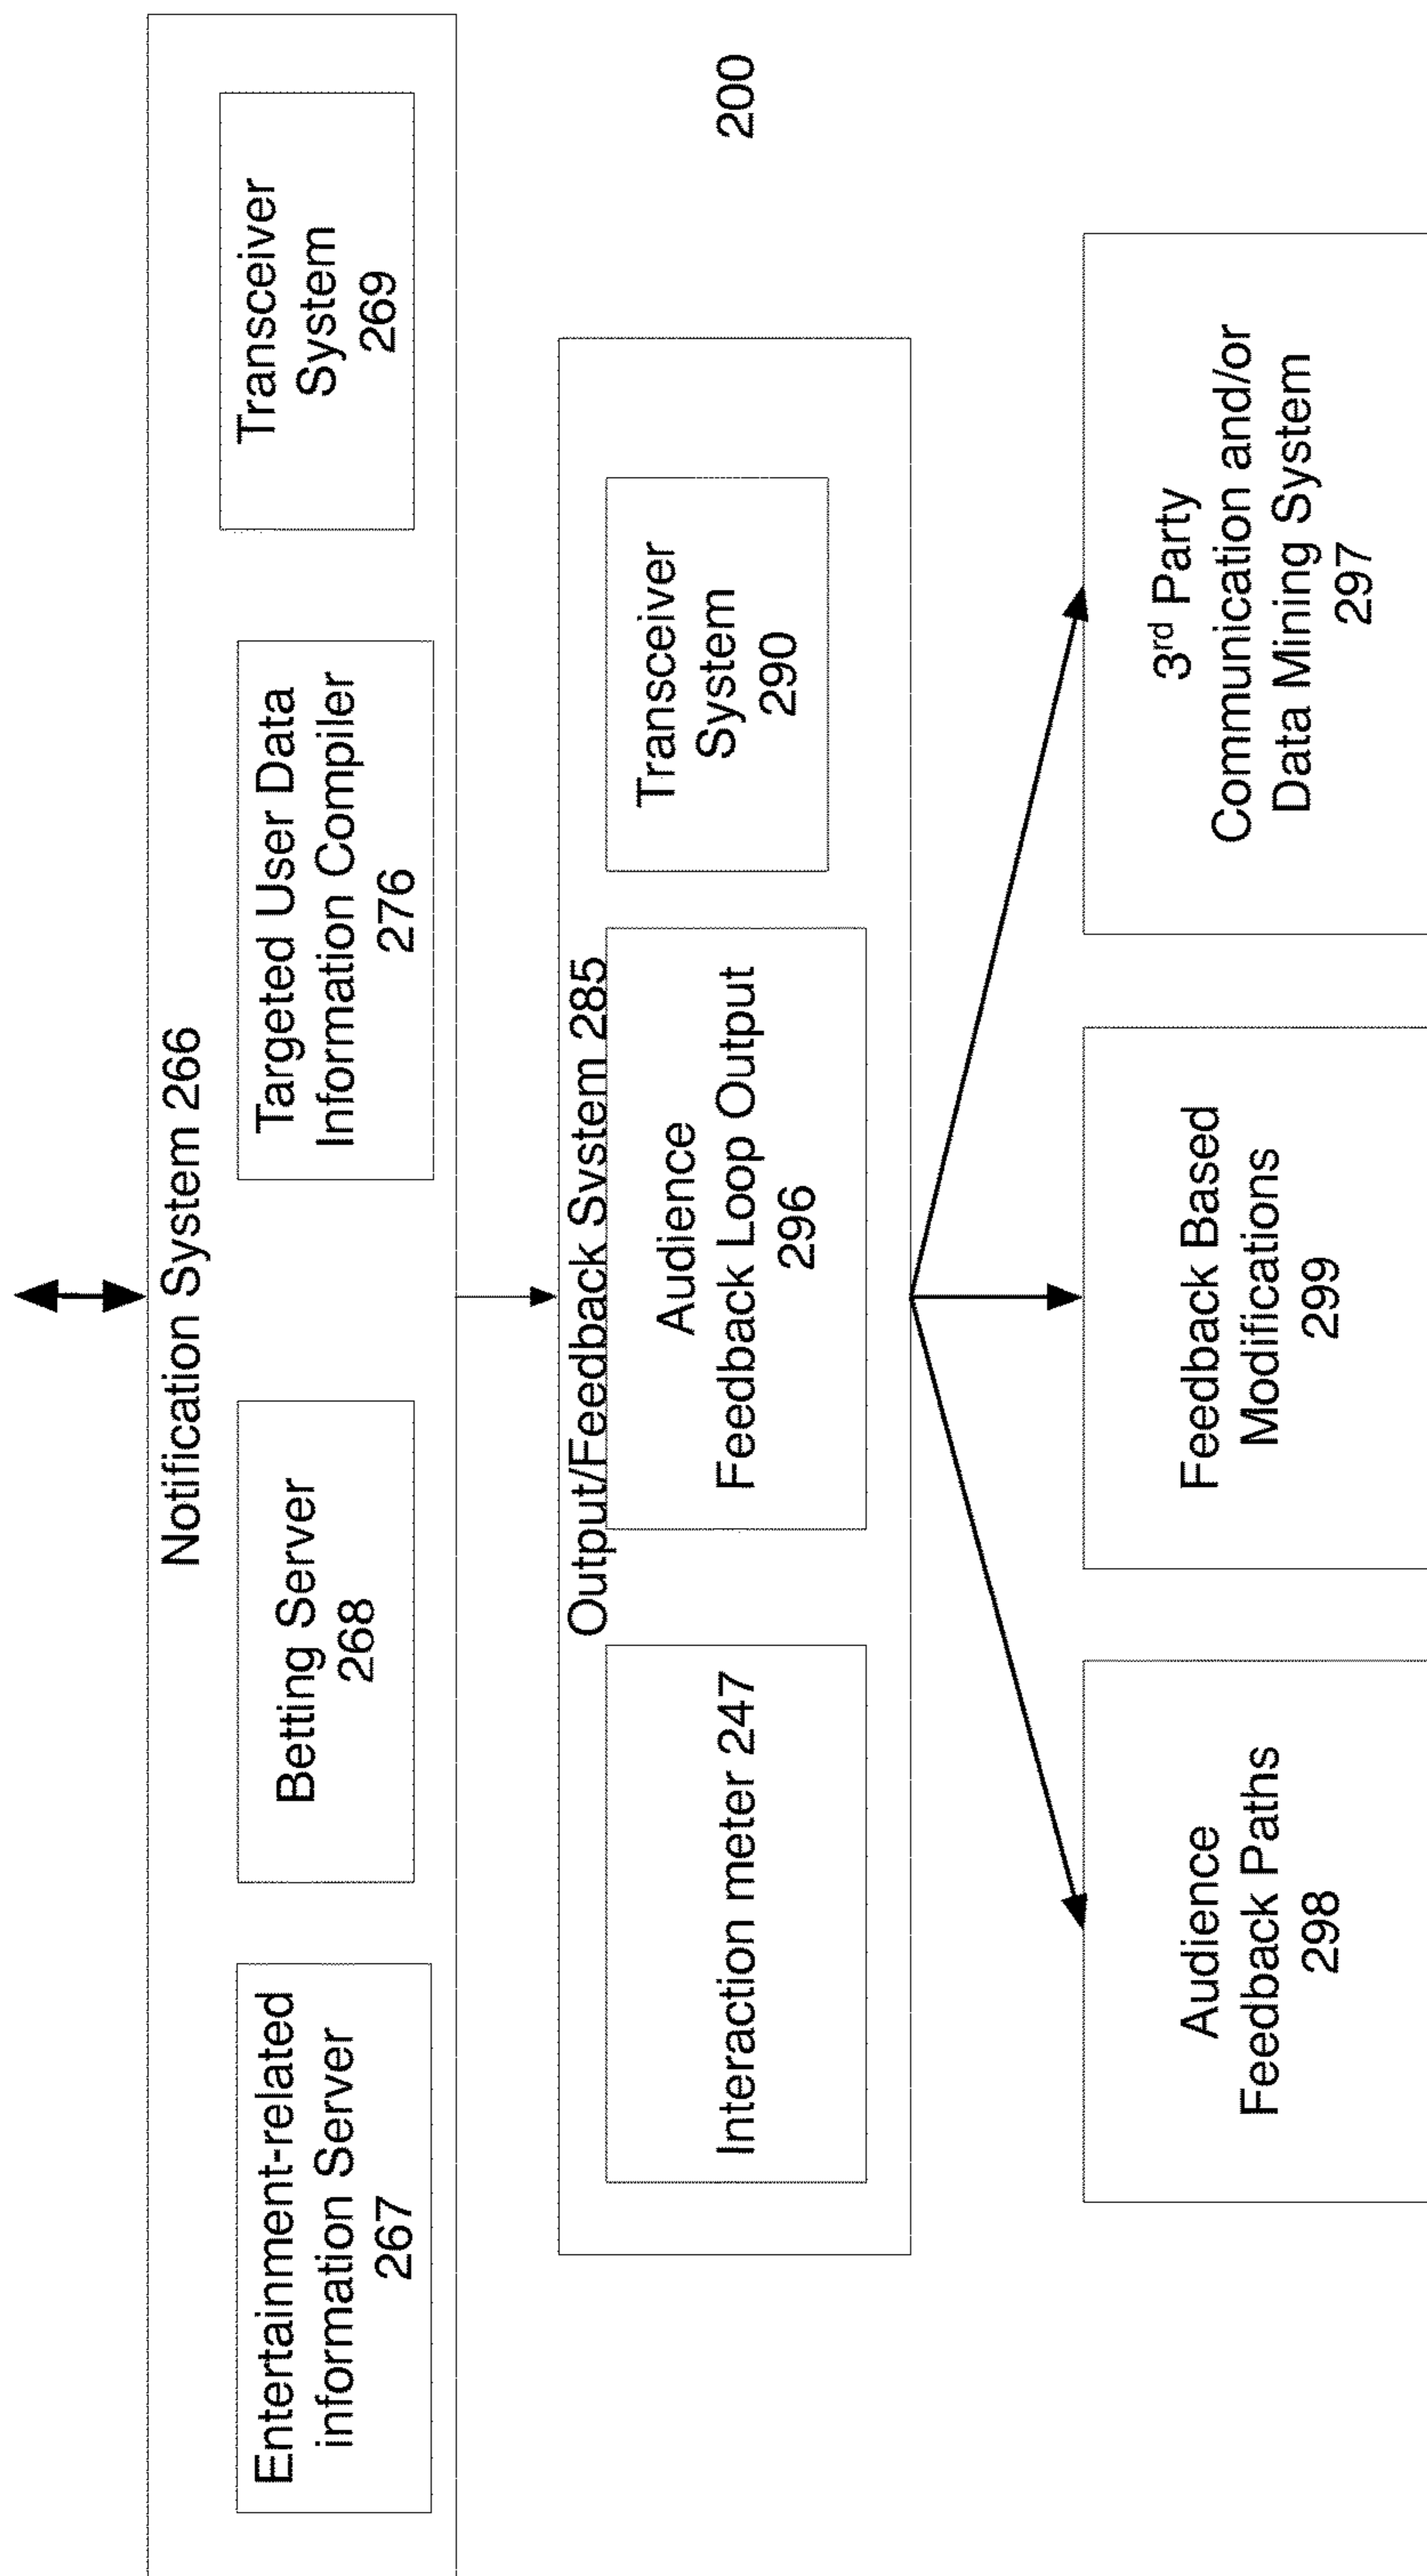 Notification System 266
Entertainment-related
information Server
267
Betting Server
268
Targeted User Data
Information Compiler
276
Transceiver
System
269
Output/Feedback System 285
Interaction meter 247
Audience
Feedback Loop Output
296
Transceiver
System
290
200
Audience
Feedback Paths
298
Feedback Based
Modifications
299
3rd Party
Communication and/or
Data Mining System
297